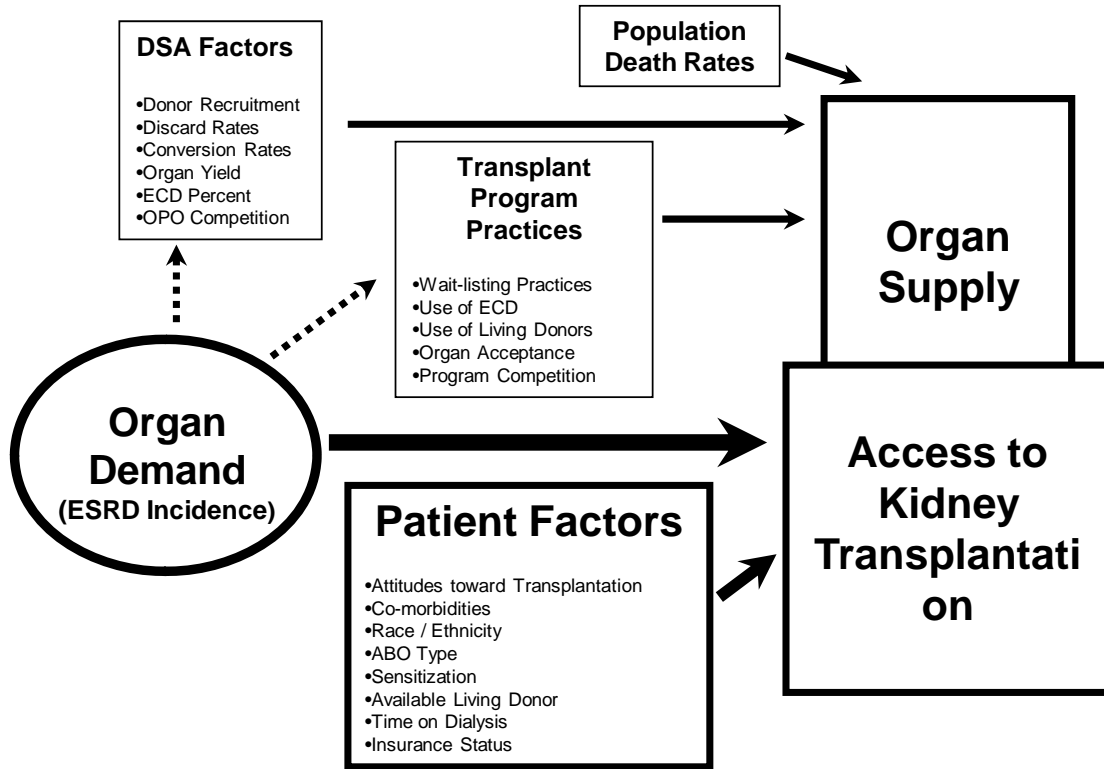 DSA Factors
•Donor Recruitment
•Discard Rates
•Conversion Rates
•Organ Yield
•ECD Percent
•OPO Competition
Population
Death Rates
Transplant
Program
Practices
•Wait-listing Practices
•Use of ECD
•Use of Living Donors
•Organ Acceptance
•Program Competition
Organ
Supply
Organ
Demand
(ESRD Incidence)
Access to
Kidney
Transplantati
on
Patient Factors
•Attitudes toward Transplantation
•Co-morbidities
•Race / Ethnicity
•ABO Type
•Sensitization
•Available Living Donor
•Time on Dialysis
•Insurance Status